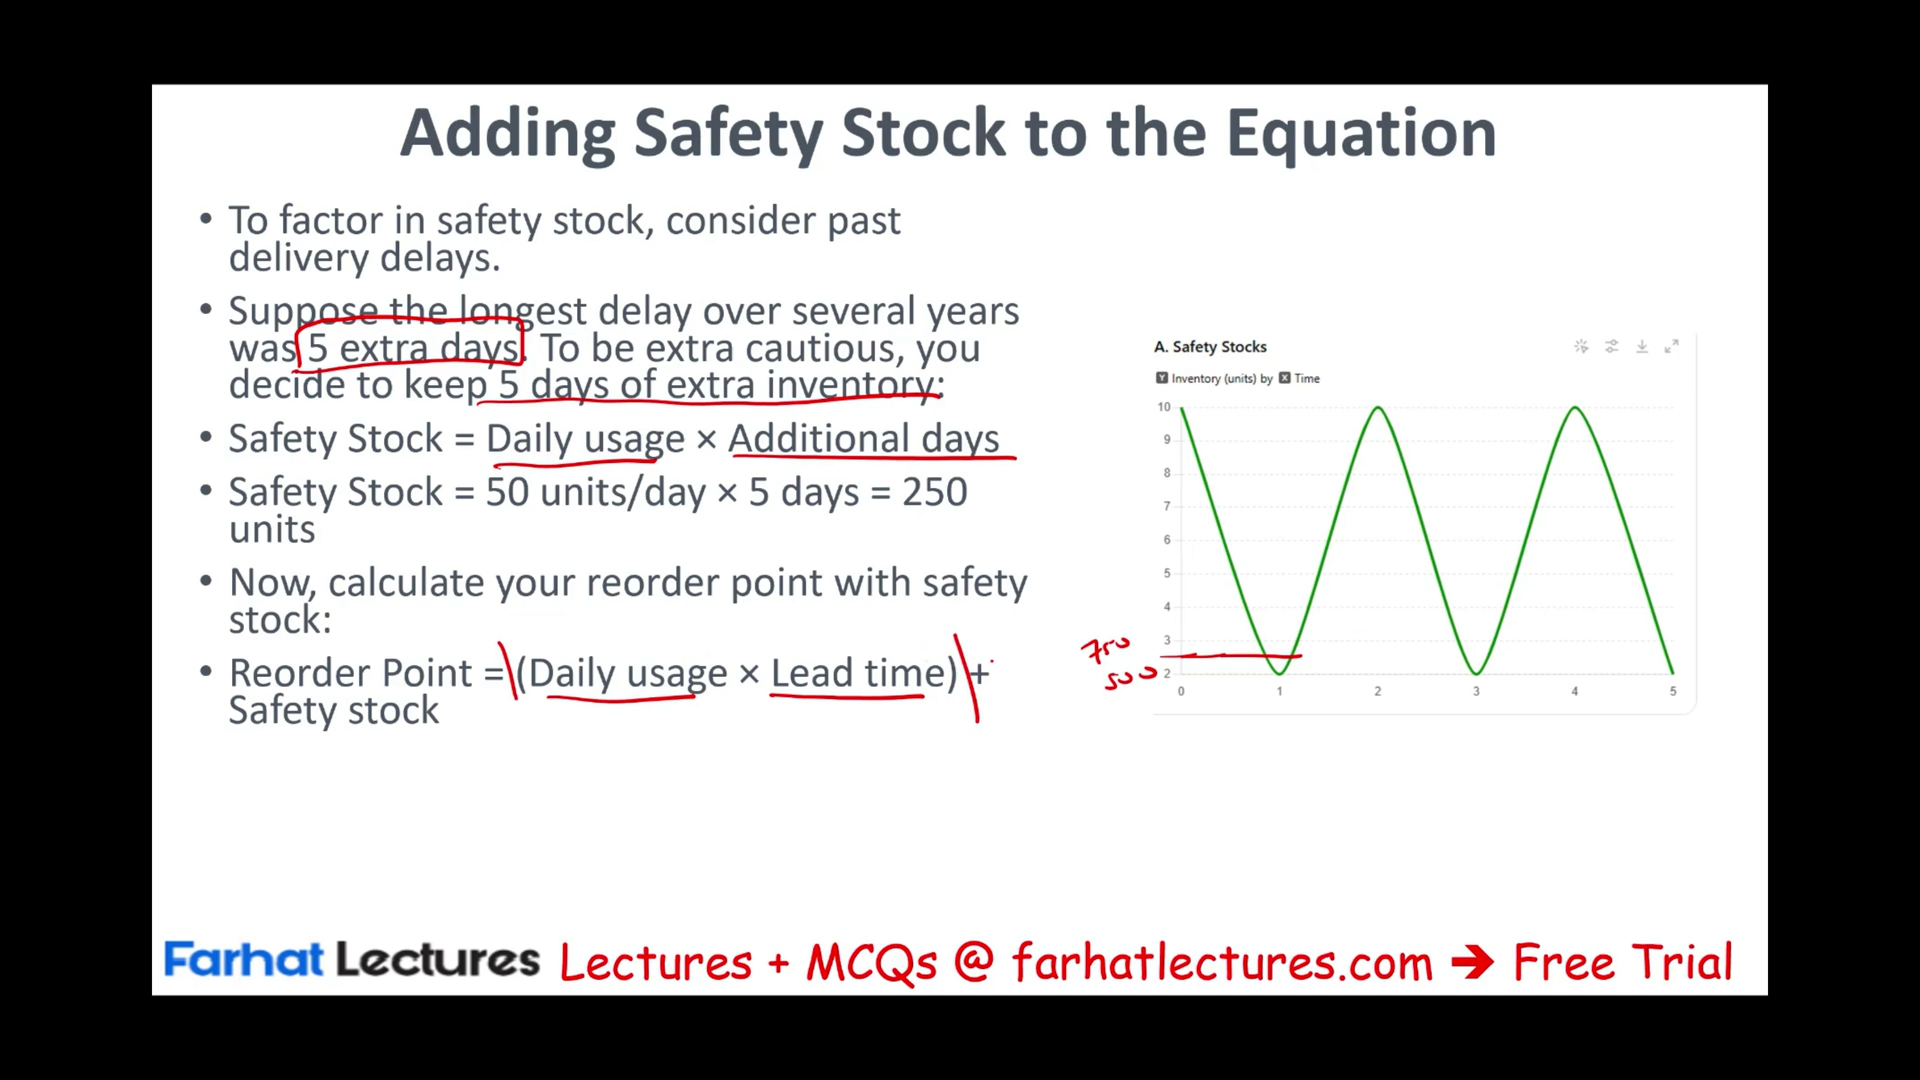 Adding Safety Stock to the Equation
• To factor in safety stock, consider past
delivery delays.
• Suppose the longest delay over several years
was 5 extra days. To be extra cautious, you
decide to keep 5 days of extra inventory:
• Safety Stock = Daily usage × Additional days
• Safety Stock = 50 units/day × 5 days = 250
units
• Now, calculate your reorder point with safety
stock:
• Reorder Point = (Daily usage × Lead time) +
Safety stock
A. Safety Stocks
Y Inventory (units) by X Time
10
9
8
7
6
5
4
3
2
750
500
0 1 2 3 4 5
Farhat Lectures Lectures + MCQs @ farhatlectures.com → Free Trial